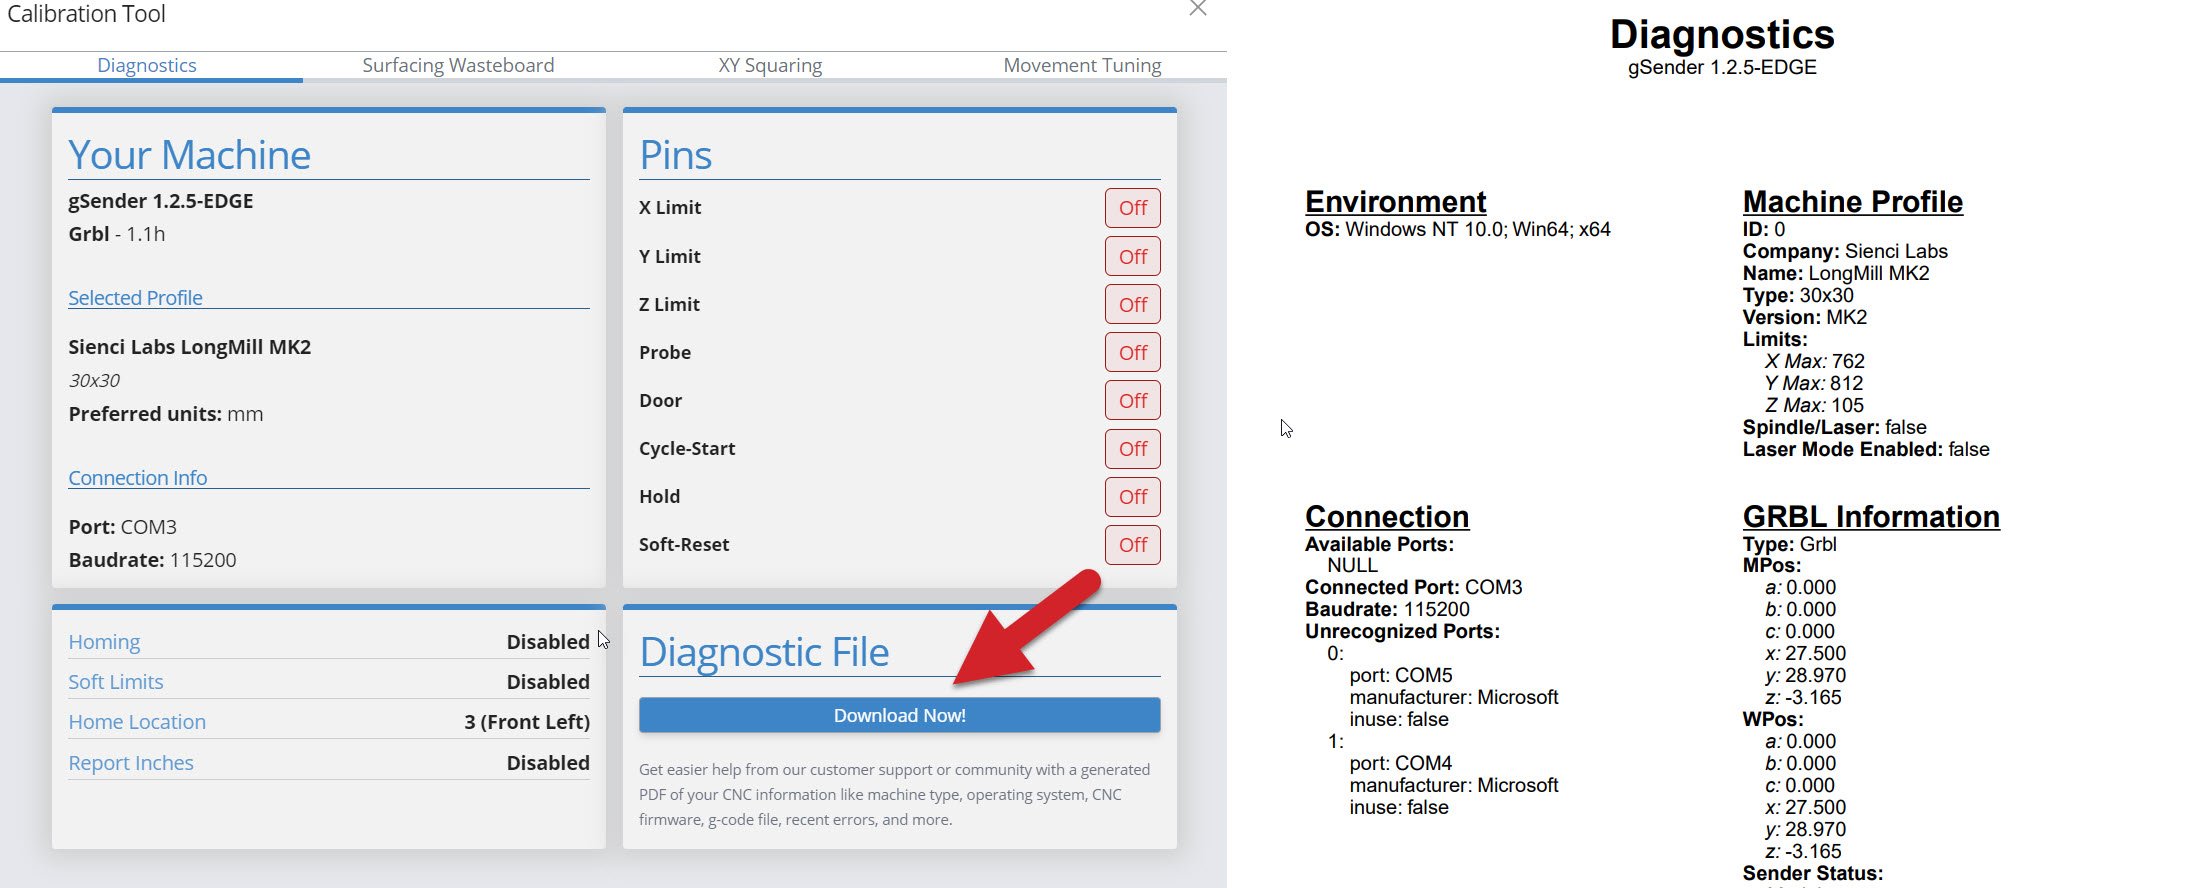 Calibration Tool
Diagnostics
Surfacing Wasteboard
XY Squaring
Movement Tuning
Your Machine
gSender 1.2.5-EDGE
Grbl - 1.1h
Selected Profile
Sienci Labs LongMill MK2
30x30
Preferred units: mm
Connection Info
Port: COM3
Baudrate: 115200
Pins
X Limit Off
Y Limit Off
Z Limit Off
Probe Off
Door Off
Cycle-Start Off
Hold Off
Soft-Reset Off
Homing Disabled
Soft Limits Disabled
Home Location 3 (Front Left)
Report Inches Disabled
Diagnostic File
Download Now!
Get easier help from our customer support or community with a generated
PDF of your CNC information like machine type, operating system, CNC
firmware, g-code file, recent errors, and more.
Diagnostics
gSender 1.2.5-EDGE
Environment
OS: Windows NT 10.0; Win64; x64
Machine Profile
ID: 0
Company: Sienci Labs
Name: LongMill MK2
Type: 30x30
Version: MK2
Limits:
X Max: 762
Y Max: 812
Z Max: 105
Spindle/Laser: false
Laser Mode Enabled: false
Connection
Available Ports:
NULL
Connected Port: COM3
Baudrate: 115200
Unrecognized Ports:
0:
port: COM5
manufacturer: Microsoft
inuse: false
1:
port: COM4
manufacturer: Microsoft
inuse: false
GRBL Information
Type: Grbl
MPos:
a: 0.000
b: 0.000
c: 0.000
x: 27.500
y: 28.970
z: -3.165
WPos:
a: 0.000
b: 0.000
c: 0.000
x: 27.500
y: 28.970
z: -3.165
Sender Status: